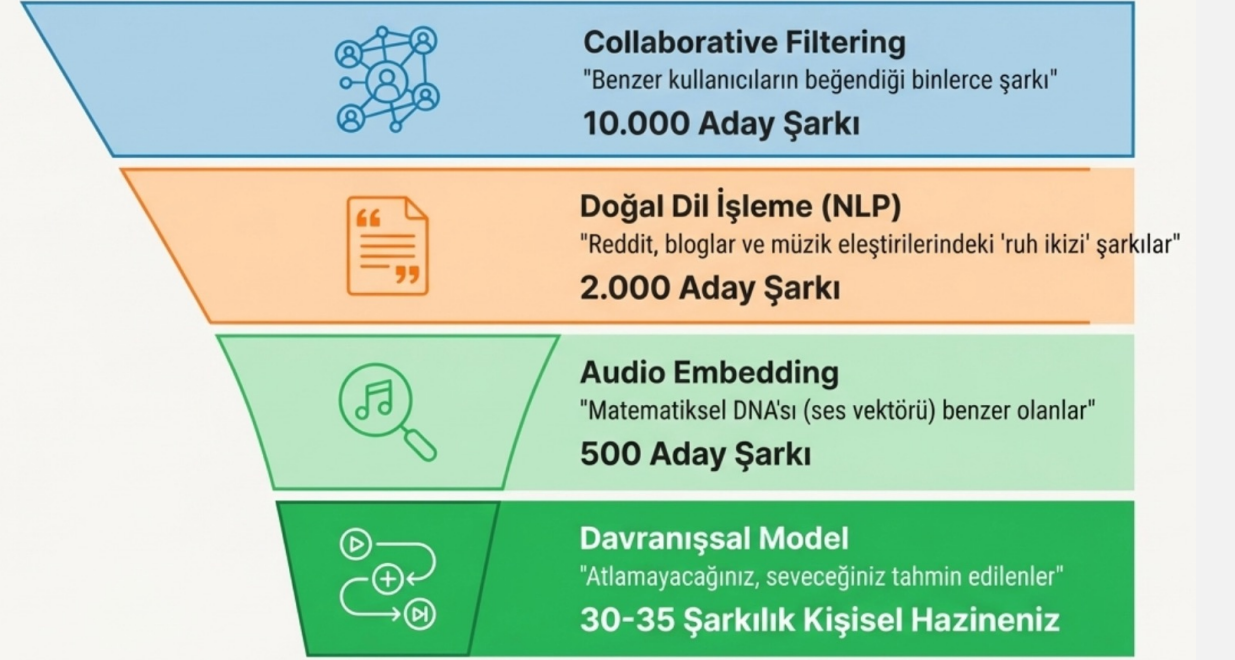 Collaborative Filtering
"Benzer kullanıcıların beğendiği binlerce şarkı"
10.000 Aday Şarkı
Doğal Dil İşleme (NLP)
"Reddit, bloglar ve müzik eleştirilerindeki 'ruh ikizi' şarkılar"
2.000 Aday Şarkı
Audio Embedding
"Matematiksel DNA'sı (ses vektörü) benzer olanlar"
500 Aday Şarkı
Davranışsal Model
"Atlamayacağınız, seveceğiniz tahmin edilenler"
30-35 Şarkılık Kişisel Hazineniz